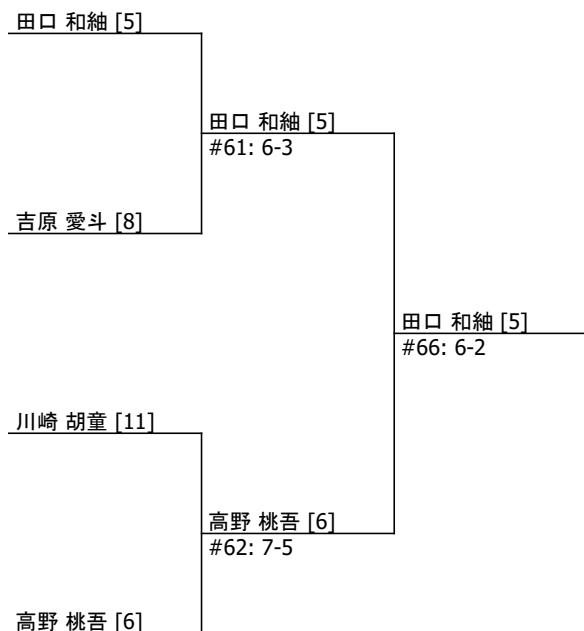 田口 和紬 [5]
田口 和紬 [5]
#61: 6-3
吉原 愛斗 [8]
田口 和紬 [5]
#66: 6-2
川崎 胡童 [11]
高野 桃吾 [6]
#62: 7-5
高野 桃吾 [6]